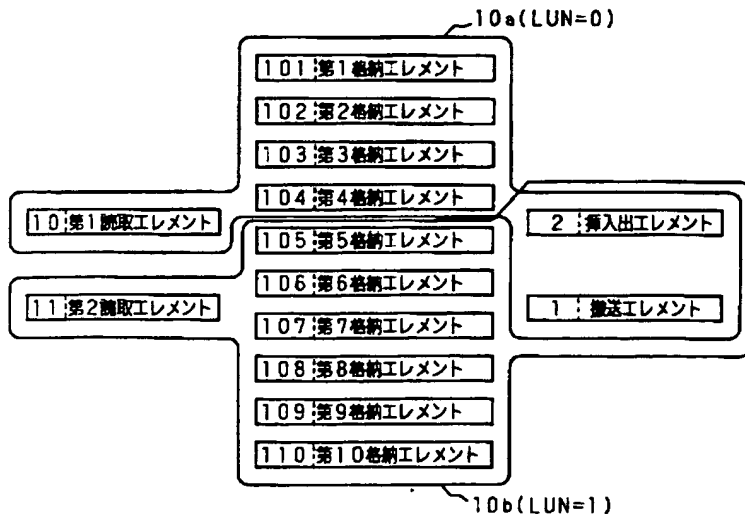 10a(LUN=0)
101 第1格納エレメント
102 第2格納エレメント
103 第3格納エレメント
104 第4格納エレメント
10 第1読取エレメント
2 挿入出エレメント
105 第5格納エレメント
106 第6格納エレメント
11 第2読取エレメント
1 搬送エレメント
107 第7格納エレメント
108 第8格納エレメント
109 第9格納エレメント
110 第10格納エレメント
10b(LUN=1)